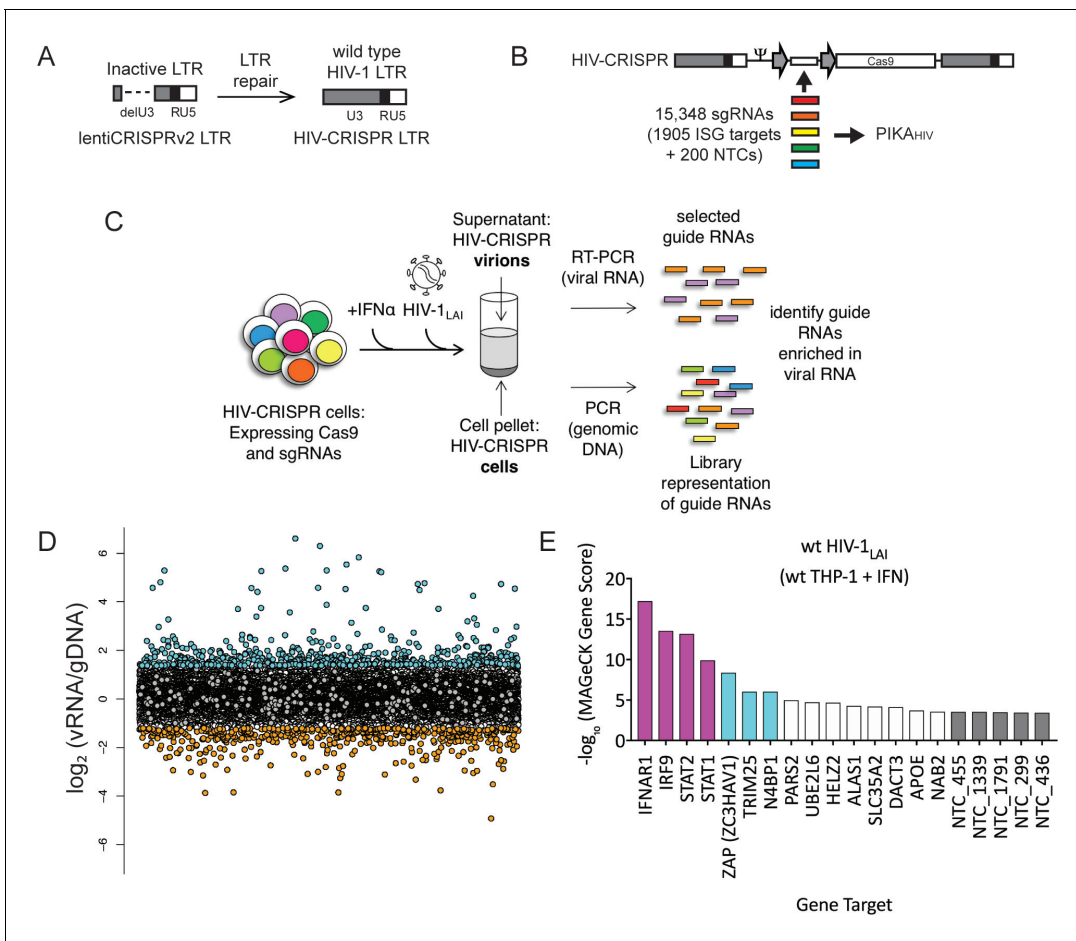 A
Inactive LTR
delU3
RU5
lentiCRISPRv2 LTR
LTR
repair
wild type
HIV-1 LTR
U3
RU5
HIV-CRISPR LTR
B
HIV-CRISPR
Ψ
Cas9
15,348 sgRNAs
(1905 ISG targets
+ 200 NTCs)
PIKAHIV
C
HIV-CRISPR cells:
Expressing Cas9
and sgRNAs
+IFNα
HIV-1LAI
Supernatant:
HIV-CRISPR
virions
Cell pellet:
HIV-CRISPR
cells
RT-PCR
(viral RNA)
PCR
(genomic
DNA)
selected
guide RNAs
Library
representation
of guide RNAs
identify guide
RNAs
enriched in
viral RNA
D
log2 (vRNA/gDNA)
6
4
2
0
-2
-4
-6
E
wt HIV-1LAI
(wt THP-1 + IFN)
-log10 (MAGeCK Gene Score)
20
15
10
5
0
IFNAR1
IRF9
STAT2
STAT1
ZAP (ZC3HAV1)
TRIM25
N4BP1
PARS2
UBE2L6
HELZ2
ALAS1
SLC35A2
DACT3
APOE
NAB2
NTC_455
NTC_1339
NTC_1791
NTC_299
NTC_436
Gene Target